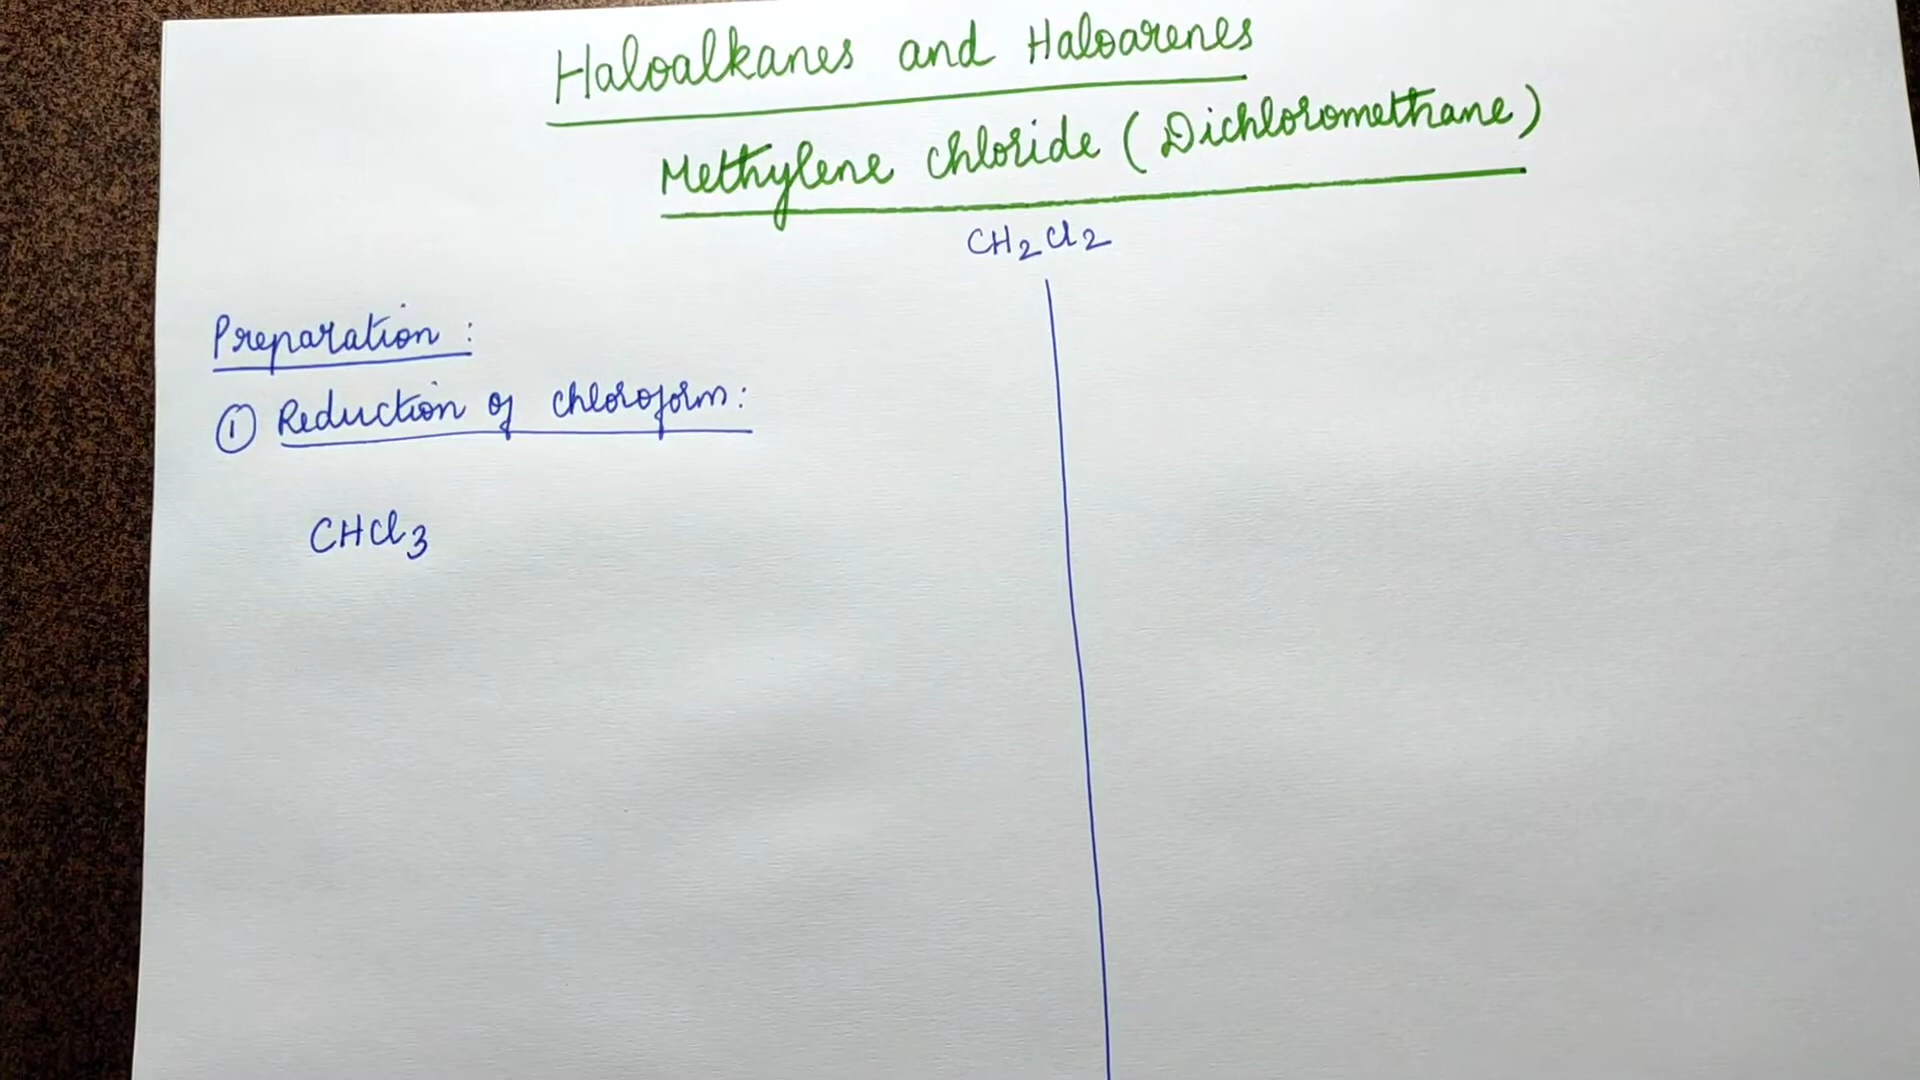 Haloalkanes and Haloarenes
Methylene chloride (Dichloromethane)
CH₂Cl₂
Preparation :
① Reduction of chloroform:
CHCl₃